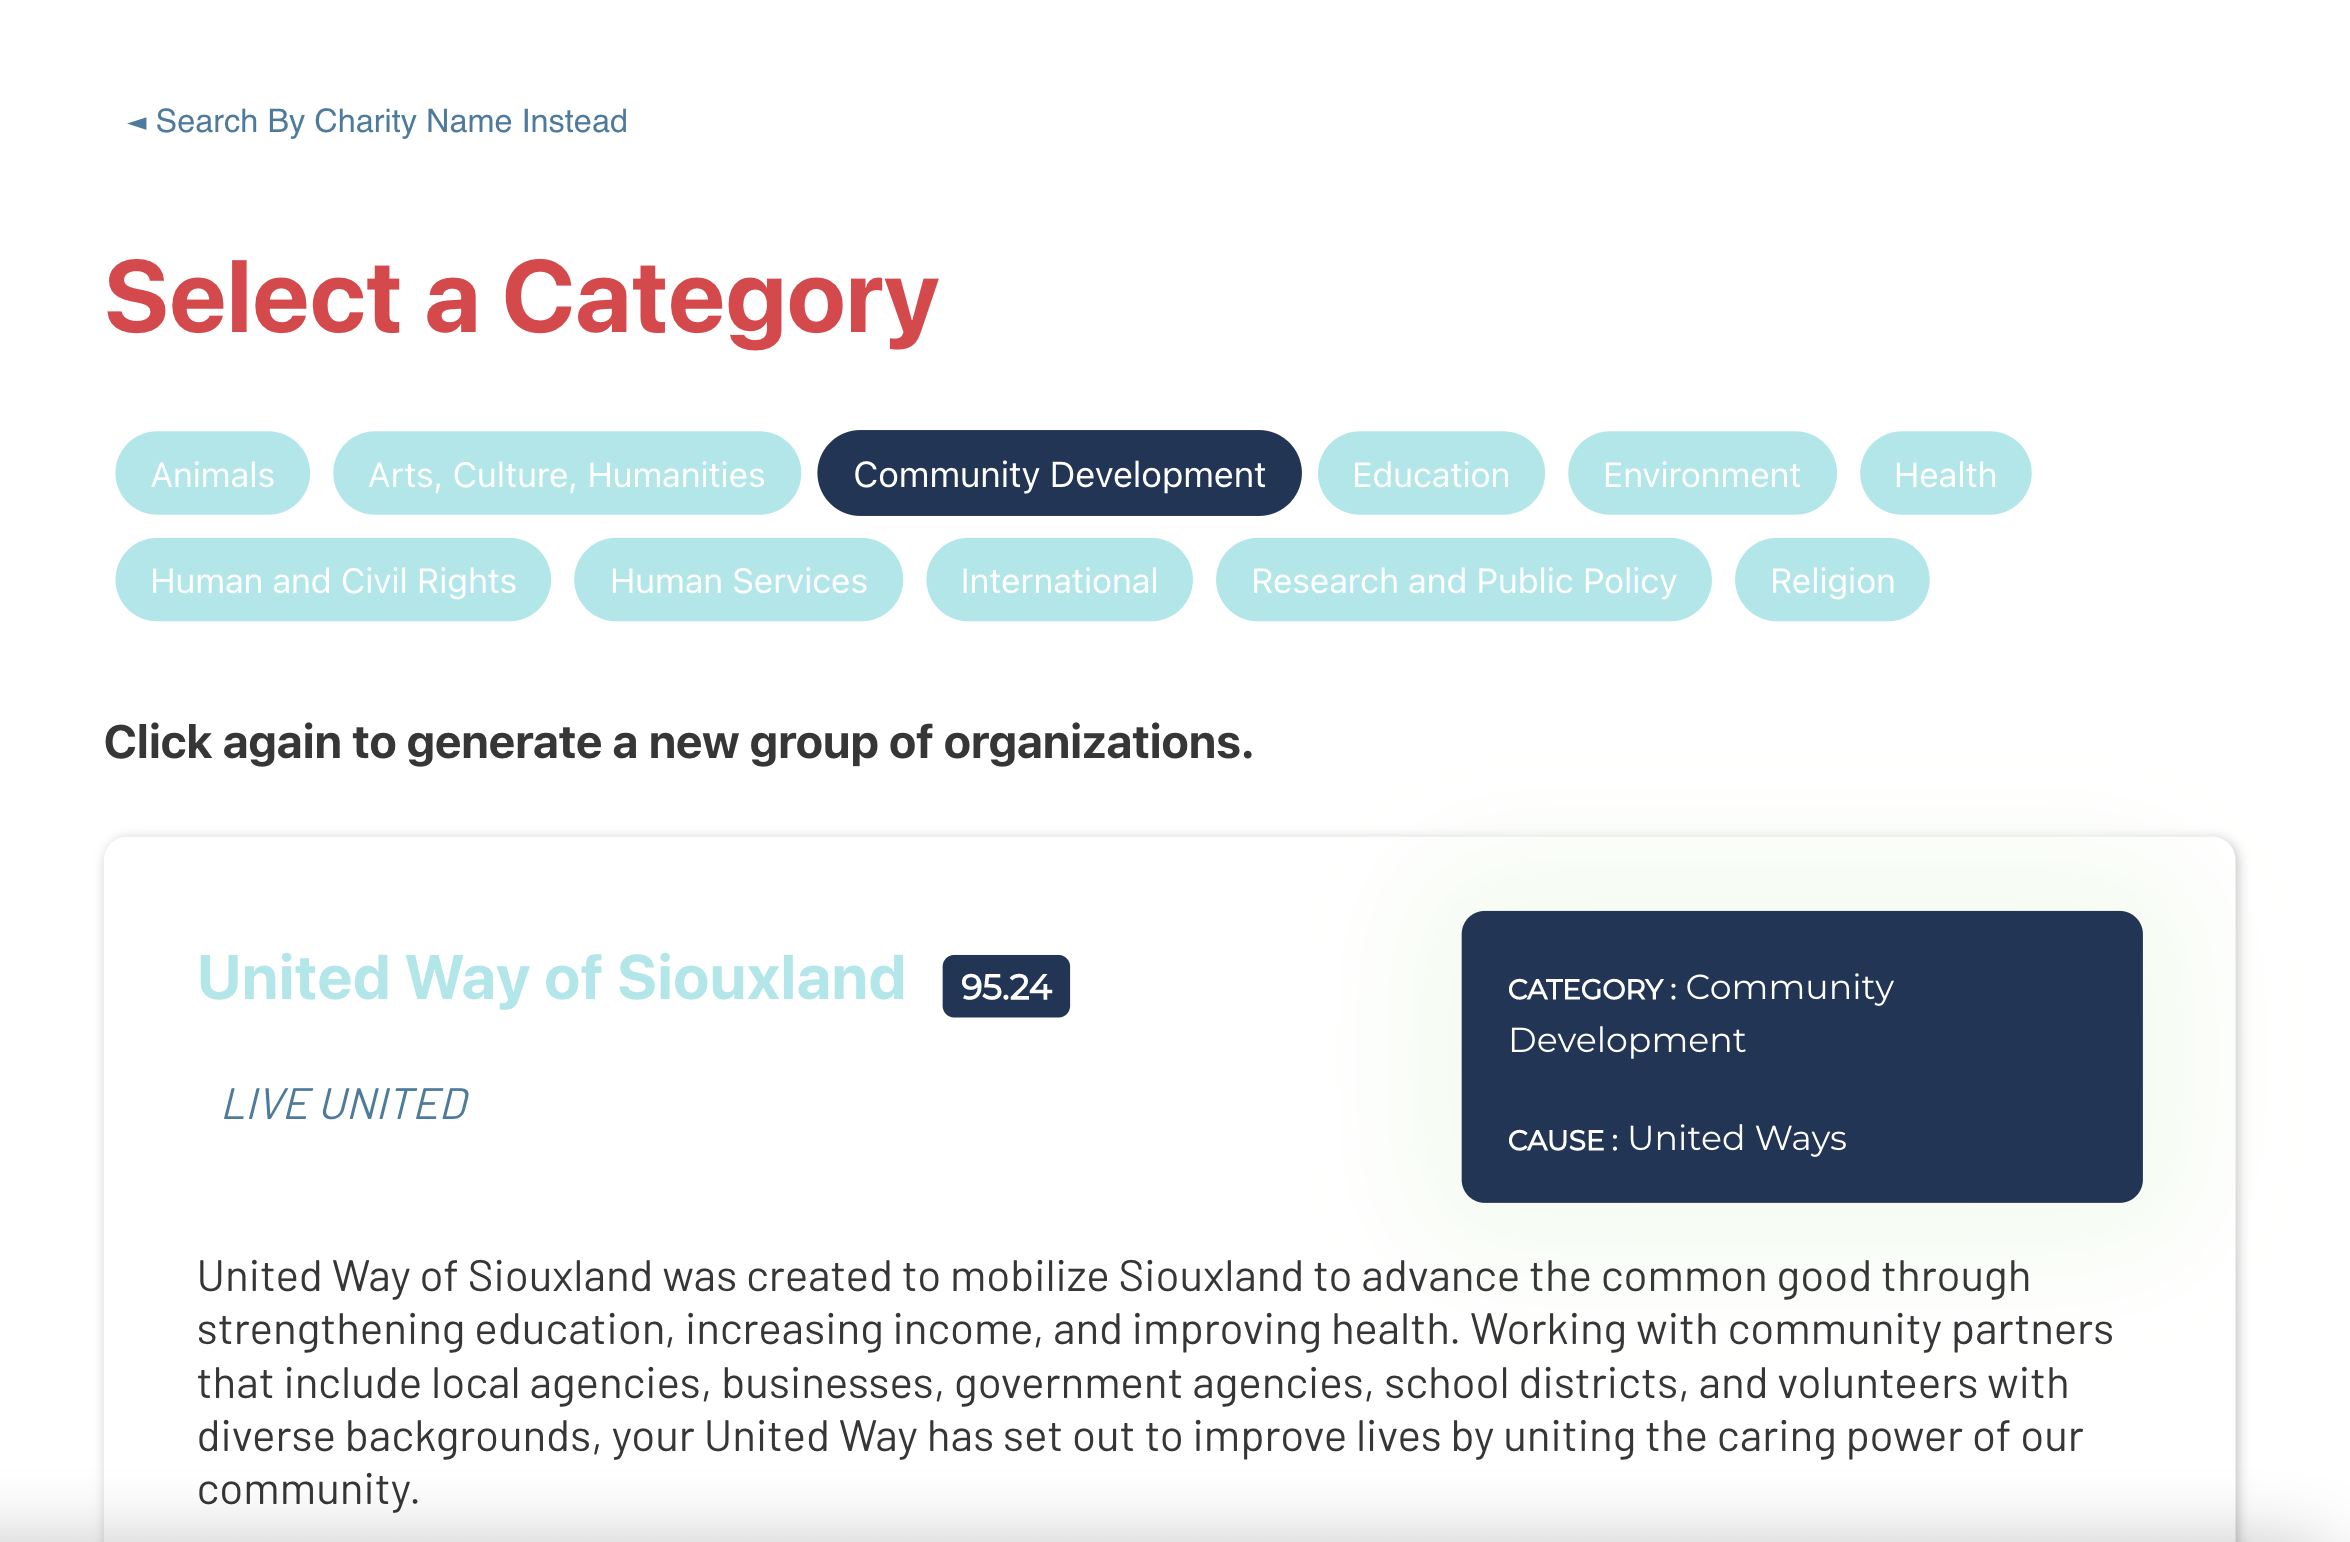 ◄ Search By Charity Name Instead
Select a Category
Animals Arts, Culture, Humanities Community Development Education Environment Health
Human and Civil Rights Human Services International Research and Public Policy Religion
Click again to generate a new group of organizations.
United Way of Siouxland 95.24
LIVE UNITED
CATEGORY : Community
Development
CAUSE : United Ways
United Way of Siouxland was created to mobilize Siouxland to advance the common good through
strengthening education, increasing income, and improving health. Working with community partners
that include local agencies, businesses, government agencies, school districts, and volunteers with
diverse backgrounds, your United Way has set out to improve lives by uniting the caring power of our
community.